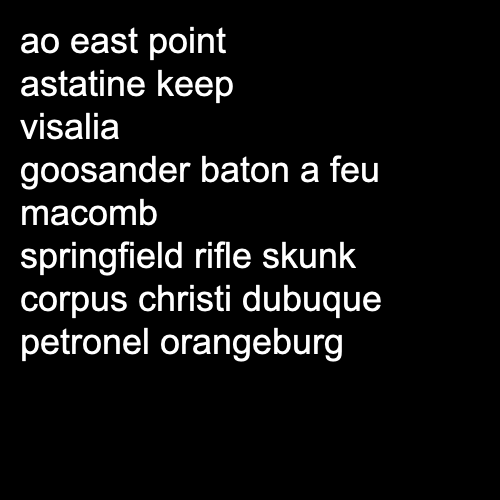 ao east point
astatine keep
visalia
goosander baton a feu
macomb
springfield rifle skunk
corpus christi dubuque
petronel orangeburg